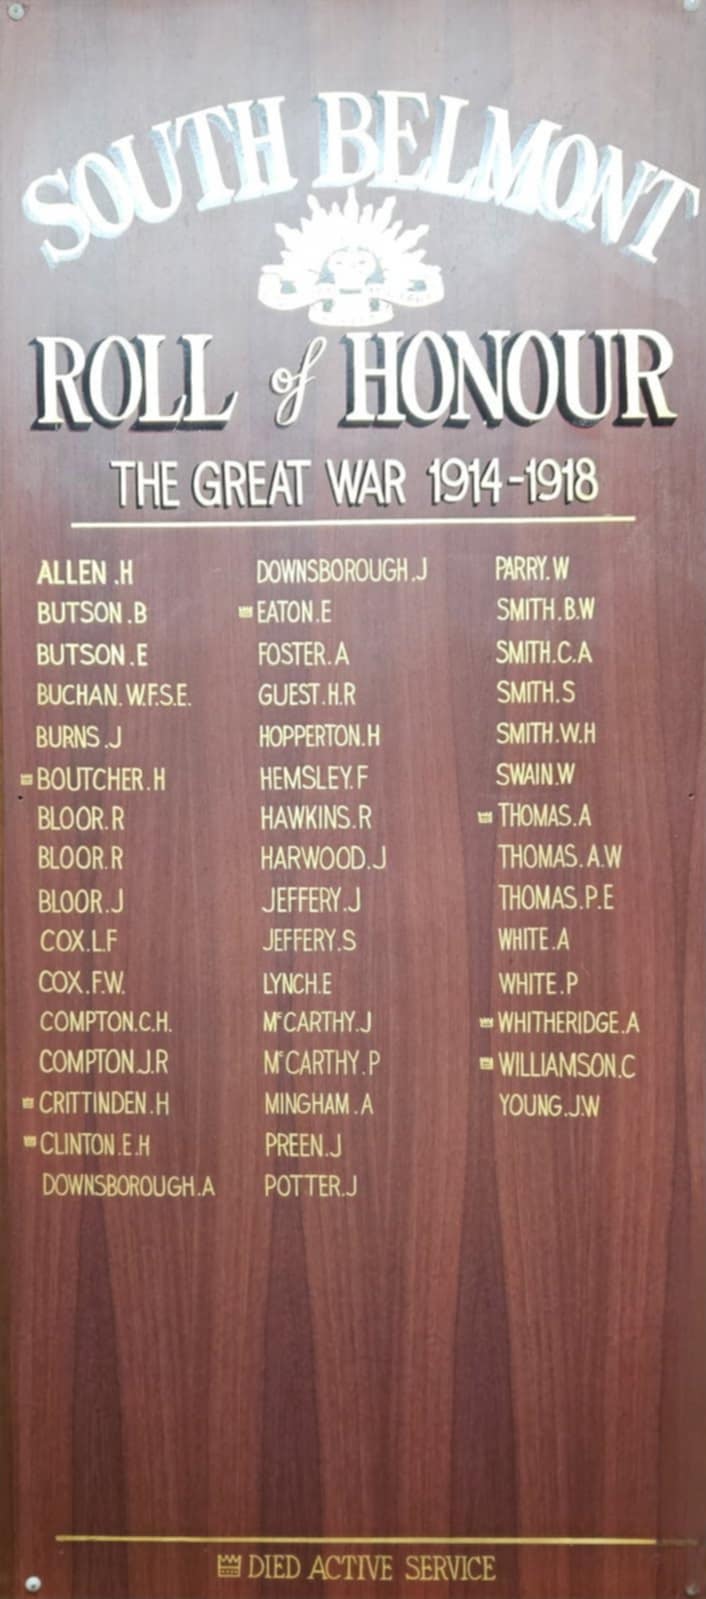 SOUTH BELMONT
ROLL of HONOUR
THE GREAT WAR 1914-1918
ALLEN.H
BUTSON.B
BUTSON.E
BUCHAN.W.F.S.E.
BURNS.J
BOUTCHER.H
BLOOR.R
BLOOR.R
BLOOR.J
COX.L.F
COX.F.W.
COMPTON.C.H.
COMPTON.J.R
CRITTINDEN.H
CLINTON.E.H
DOWNSBOROUGH.A
DOWNSBOROUGH.J
EATON.E
FOSTER.A
GUEST.H.R
HOPPERTON.H
HEMSLEY.F
HAWKINS.R
HARWOOD.J
JEFFERY.J
JEFFERY.S
LYNCH.E
McCARTHY.J
McCARTHY.P
MINGHAM.A
PREEN.J
POTTER.J
PARRY.W
SMITH.B.W
SMITH.C.A
SMITH.S
SMITH.W.H
SWAIN.W
THOMAS.A
THOMAS.A.W
THOMAS.P.E
WHITE.A
WHITE.P
WHITHERIDGE.A
WILLIAMSON.C
YOUNG.J.W
DIED ACTIVE SERVICE